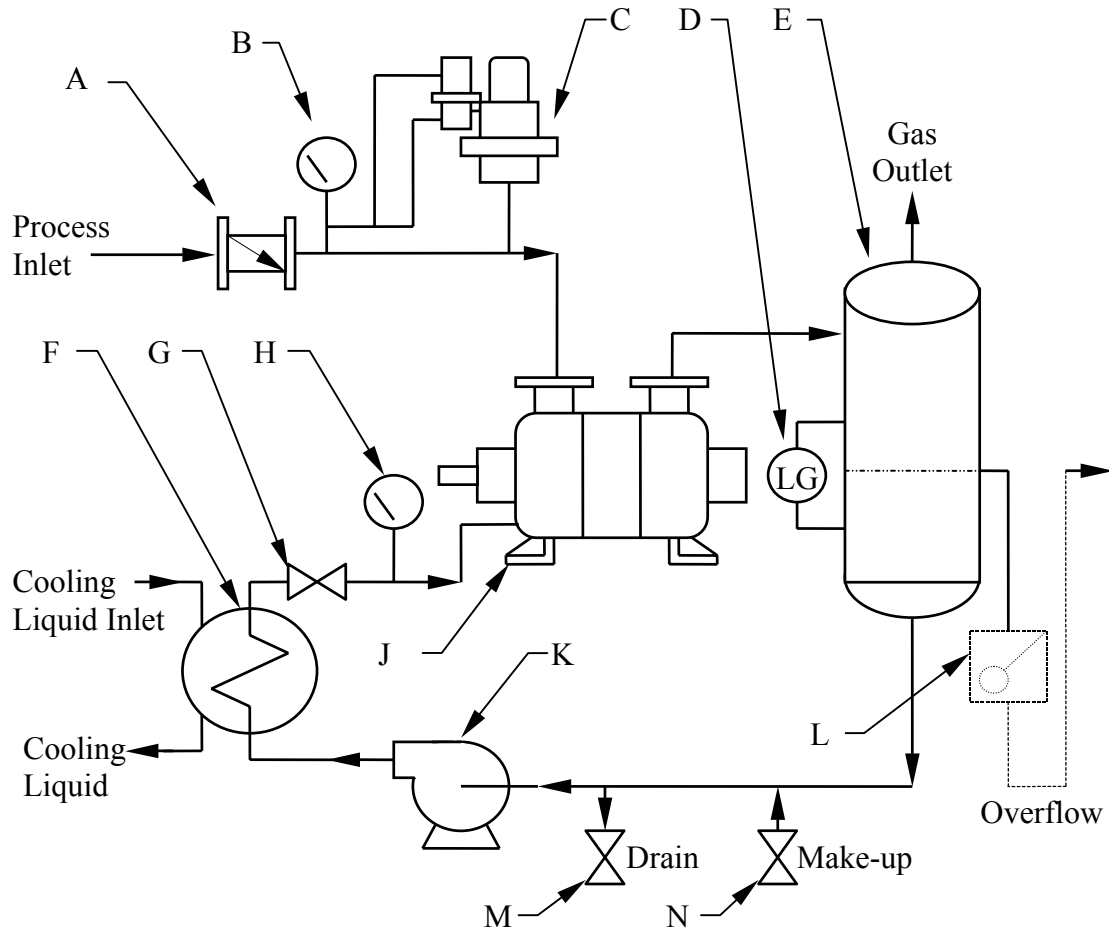 A
B
C
D
E
Gas
Outlet
Process
Inlet
F
G
H
LG
Cooling
Liquid Inlet
J
K
L
Cooling
Liquid
Overflow
Drain
Make-up
M
N